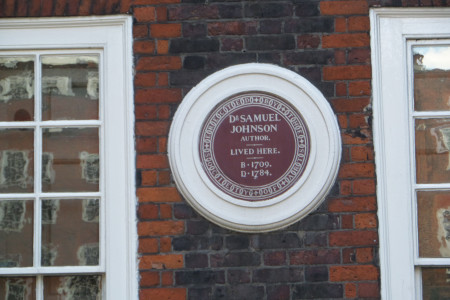 Dr SAMUEL
JOHNSON
AUTHOR.
LIVED HERE.
B·1709.
D·1784.